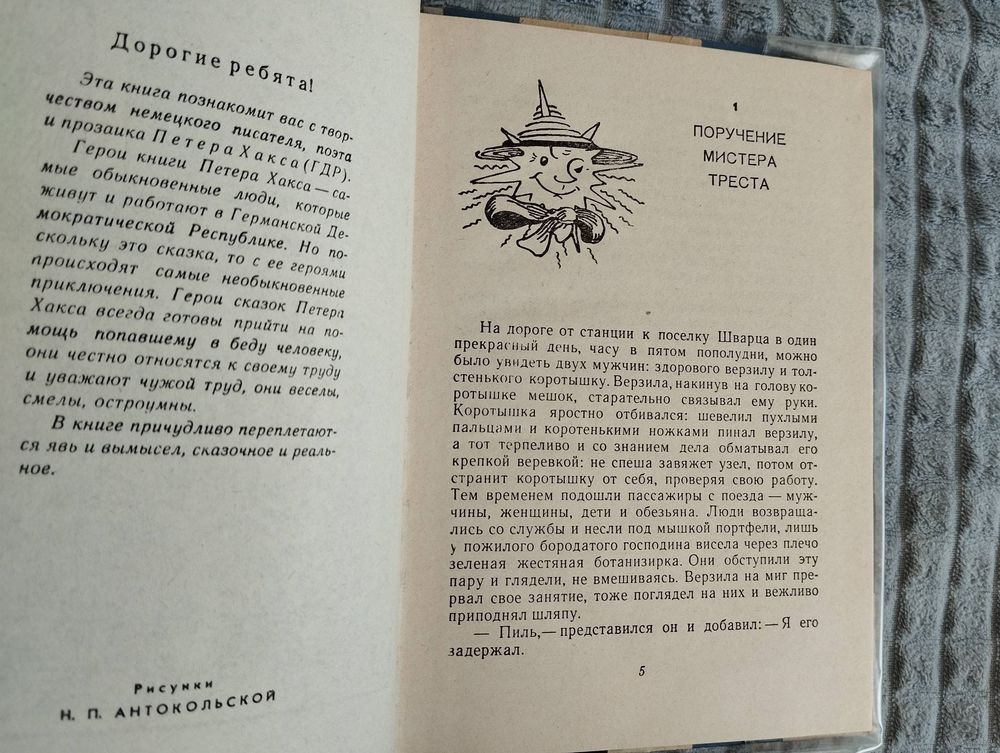 Дорогие ребята!
Эта книга познакомит вас с твор-
чеством немецкого писателя, поэта
и прозаика Петера Хакса (ГДР).
Герои книги Петера Хакса — са-
мые обыкновенные люди, которые
живут и работают в Германской Де-
мократической Республике. Но по-
скольку это сказка, то с ее героями
происходят самые необыкновенные
приключения. Герои сказок Петера
Хакса всегда готовы прийти на по-
мощь попавшему в беду человеку,
они честно относятся к своему труду
и уважают чужой труд, они веселы,
смелы, остроумны.
В книге причудливо переплетают-
ся явь и вымысел, сказочное и реаль-
ное.
Рисунки
Н. П. АНТОКОЛЬСКОЙ
1
ПОРУЧЕНИЕ
МИСТЕРА
ТРЕСТА
На дороге от станции к поселку Шварца в один
прекрасный день, часу в пятом пополудни, можно
было увидеть двух мужчин: здорового верзилу и тол-
стенького коротышку. Верзила, накинув на голову ко-
ротышке мешок, старательно связывал ему руки.
Коротышка яростно отбивался: шевелил пухлыми
пальцами и коротенькими ножками пинал верзилу,
а тот терпеливо и со знанием дела обматывал его
крепкой веревкой: не спеша завяжет узел, потом от-
странит коротышку от себя, проверяя свою работу.
Тем временем подошли пассажиры с поезда — муж-
чины, женщины, дети и обезьяна. Люди возвраща-
лись со службы и несли под мышкой портфели, лишь
у пожилого бородатого господина висела через плечо
зеленая жестяная ботанизирка. Они обступили эту
пару и глядели, не вмешиваясь. Верзила на миг пре-
рвал свое занятие, тоже поглядел на них и вежливо
приподнял шляпу.
— Пиль, — представился он и добавил: — Я его
задержал.
5